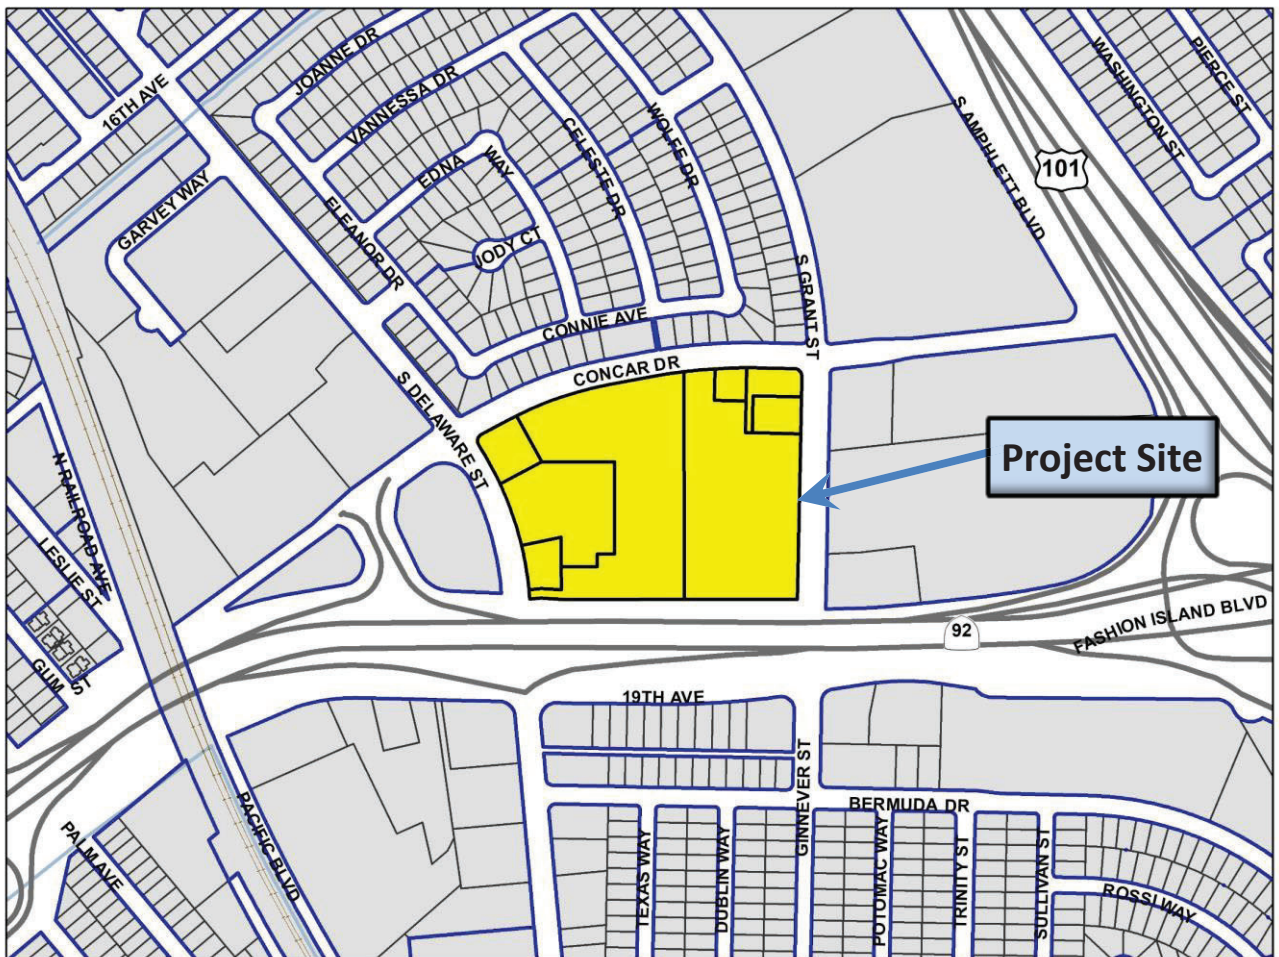 JOANNE DR
16TH AVE
VANNESSA DR
WASHINGTON ST
PIERCE ST
S AMPHLETT BLVD
101
WOLFE DR
CELESTE DR
EDNA WAY
GARVEY WAY
ELEANOR DR
JODY CT
S GRANT ST
CONNIE AVE
CONCAR DR
S DELAWARE ST
Project Site
N RAILROAD AVE
LESLIE ST
GUM ST
92
FASHION ISLAND BLVD
19TH AVE
GINNEVER ST
BERMUDA DR
PALM AVE
PACIFIC BLVD
TEXAS WAY
DUBLIN WAY
POTOMAC WAY
TRINITY ST
SULLIVAN ST
ROSSI WAY